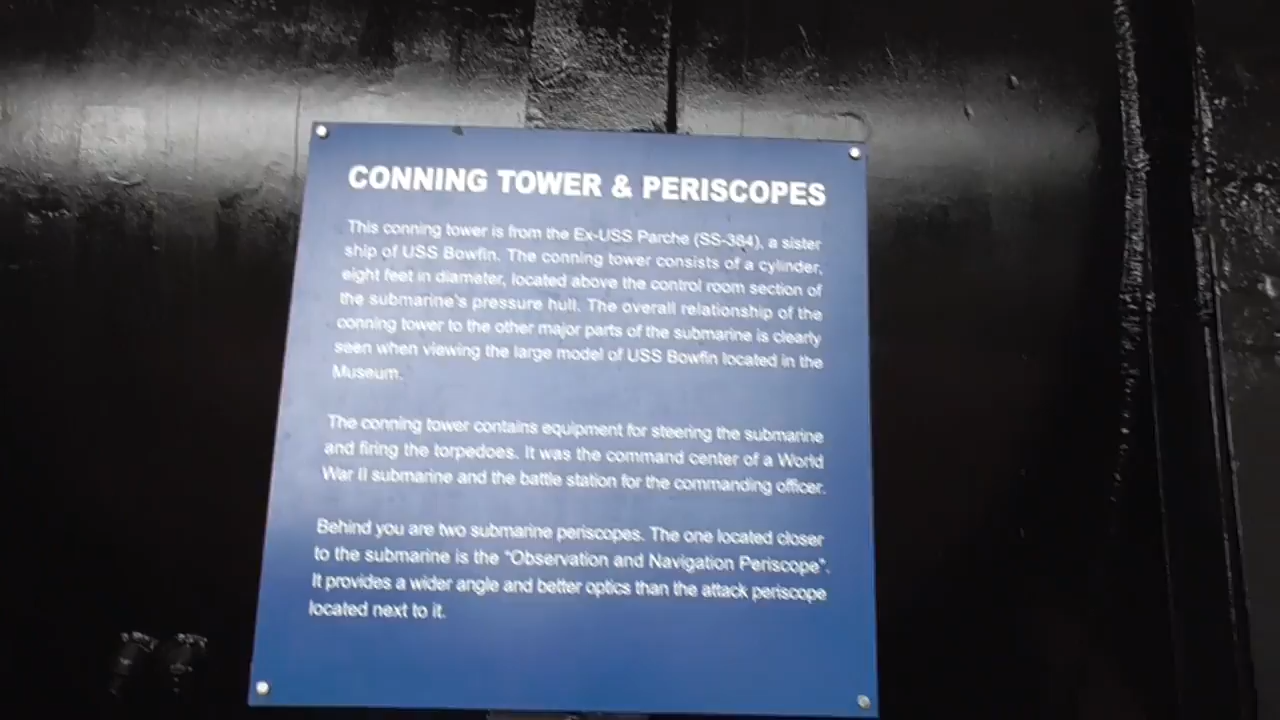 CONNING TOWER & PERISCOPES
This conning tower is from the Ex-USS Parche (SS-384), a sister
ship of USS Bowfin. The conning tower consists of a cylinder,
eight feet in diameter, located above the control room section of
the submarine's pressure hull. The overall relationship of the
conning tower to the other major parts of the submarine is clearly
seen when viewing the large model of USS Bowfin located in the
Museum.
The conning tower contains equipment for steering the submarine
and firing the torpedoes. It was the command center of a World
War II submarine and the battle station for the commanding officer.
Behind you are two submarine periscopes. The one located closer
to the submarine is the "Observation and Navigation Periscope".
It provides a wider angle and better optics than the attack periscope
located next to it.